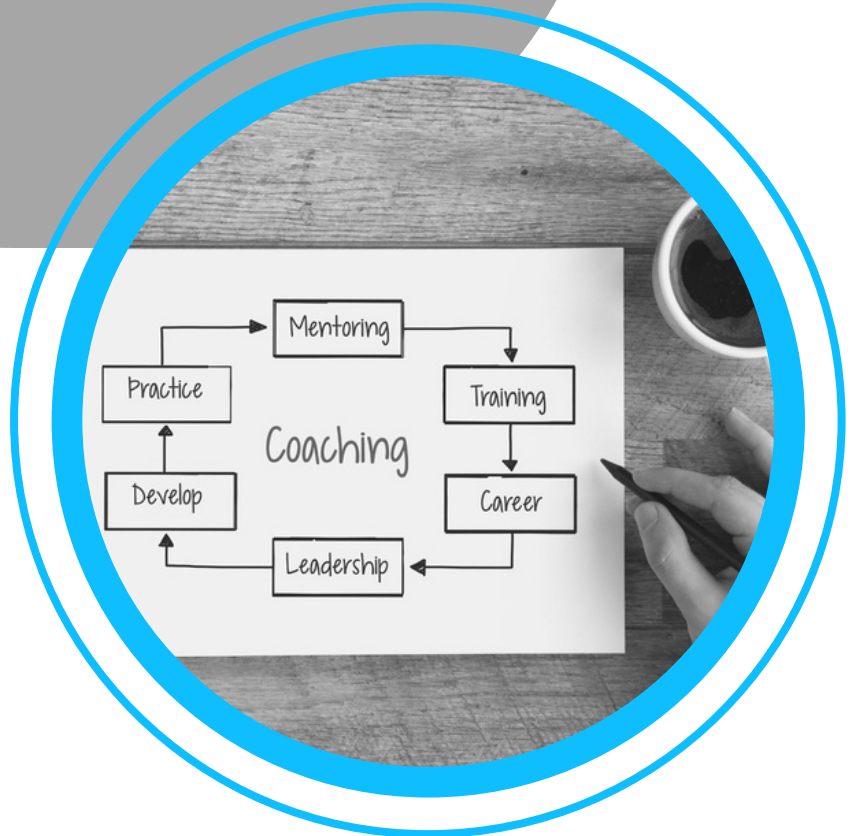 Mentoring
Practice
Training
Coaching
Develop
Career
Leadership